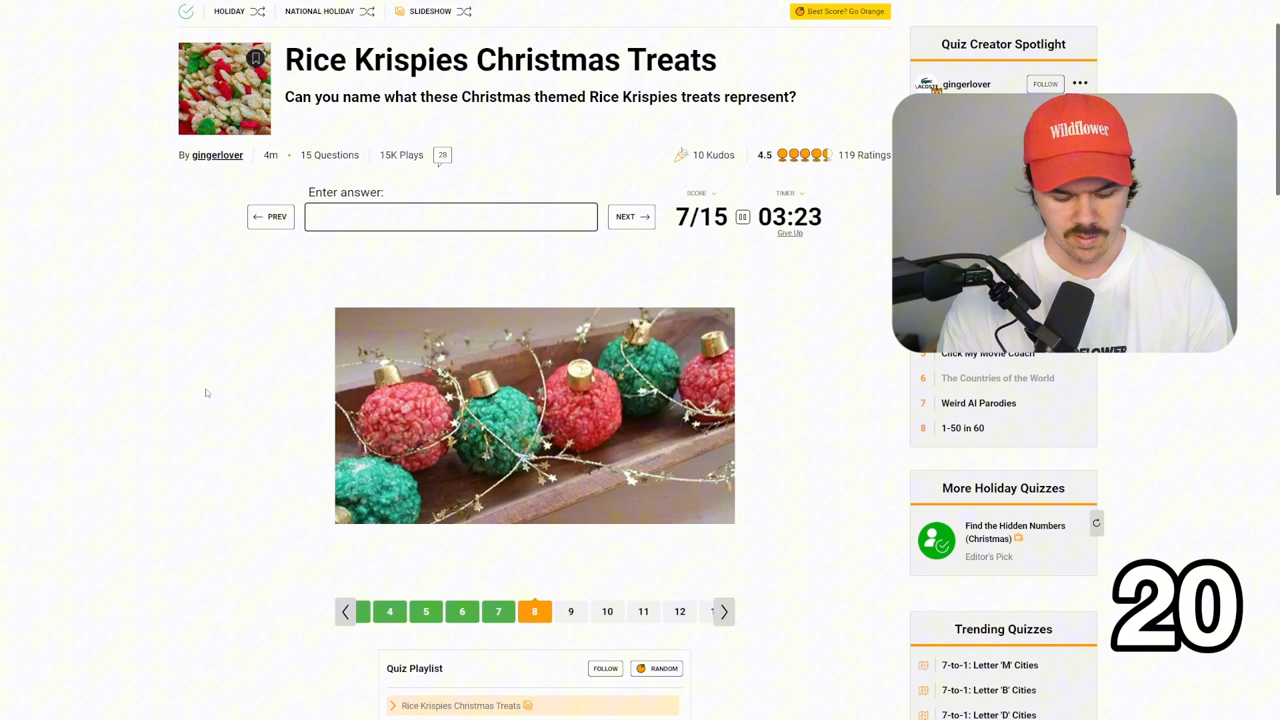 HOLIDAY
NATIONAL HOLIDAY
SLIDESHOW
Best Score? Go Orange.
Rice Krispies Christmas Treats
Can you name what these Christmas themed Rice Krispies treats represent?
By gingerlover
4m
15 Questions
15K Plays
28
10 Kudos
4.5
119 Ratings
Enter answer:
PREV
NEXT
SCORE
7/15
TIMER
03:23
Give Up
4
5
6
7
8
9
10
11
12
Quiz Playlist
FOLLOW
RANDOM
Rice Krispies Christmas Treats
Quiz Creator Spotlight
LACOSTE
gingerlover
FOLLOW
Wildflower
Click My Movie Coach
6
The Countries of the World
7
Weird Al Parodies
8
1-50 in 60
More Holiday Quizzes
Find the Hidden Numbers
(Christmas)
Editor's Pick
20
Trending Quizzes
7-to-1: Letter 'M' Cities
7-to-1: Letter 'B' Cities
7-to-1: Letter 'D' Cities